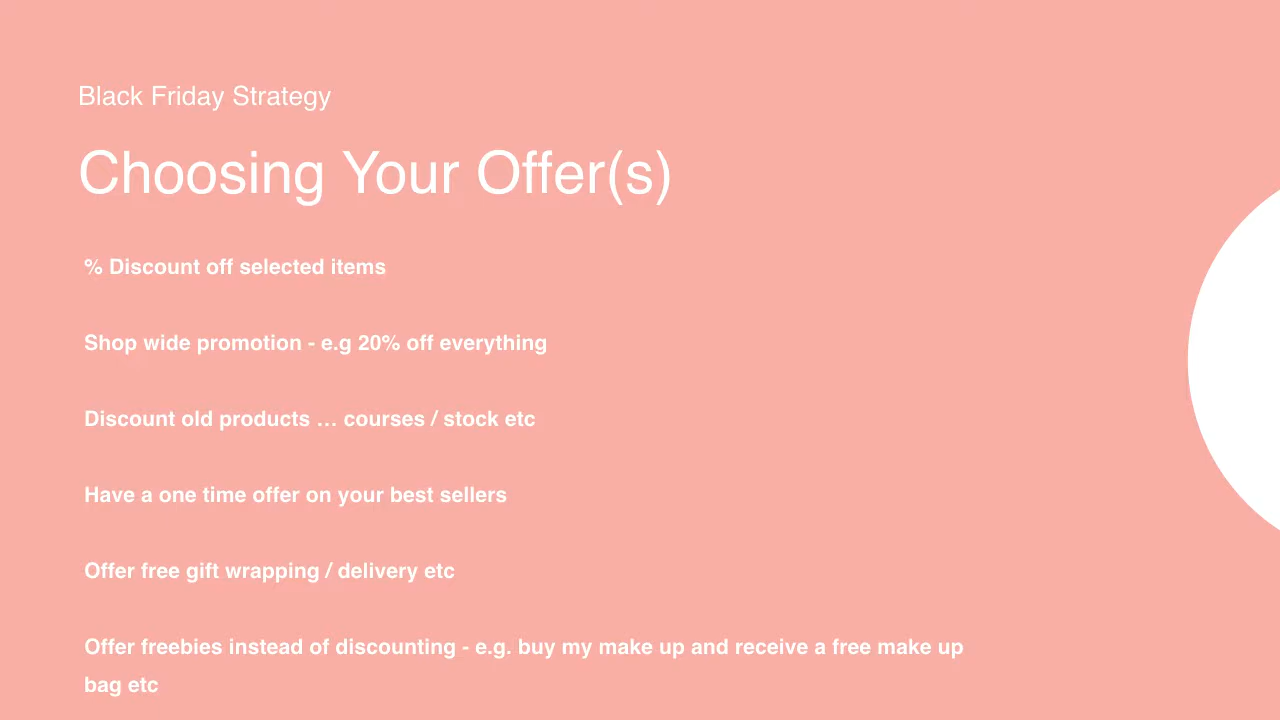 Black Friday Strategy
Choosing Your Offer(s)
% Discount off selected items
Shop wide promotion - e.g 20% off everything
Discount old products … courses / stock etc
Have a one time offer on your best sellers
Offer free gift wrapping / delivery etc
Offer freebies instead of discounting - e.g. buy my make up and receive a free make up
bag etc